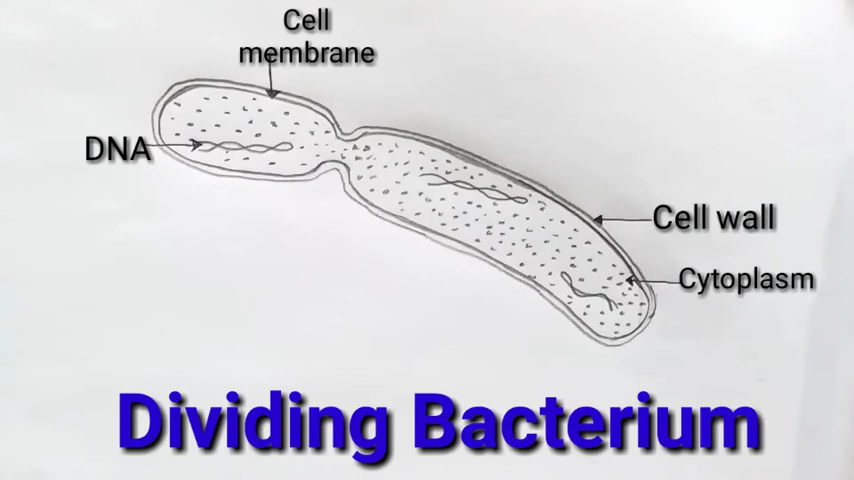 Cell
membrane
DNA
Cell wall
Cytoplasm
Dividing Bacterium